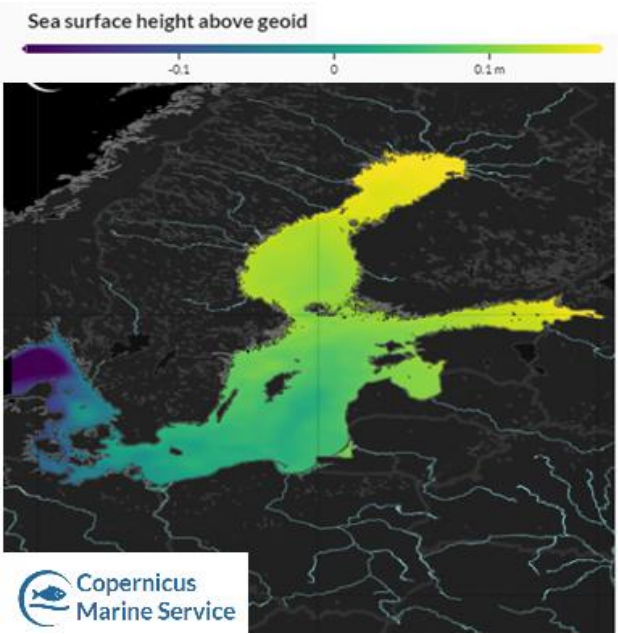 Sea surface height above geoid
-0.1 0 0.1 m
Copernicus
Marine Service